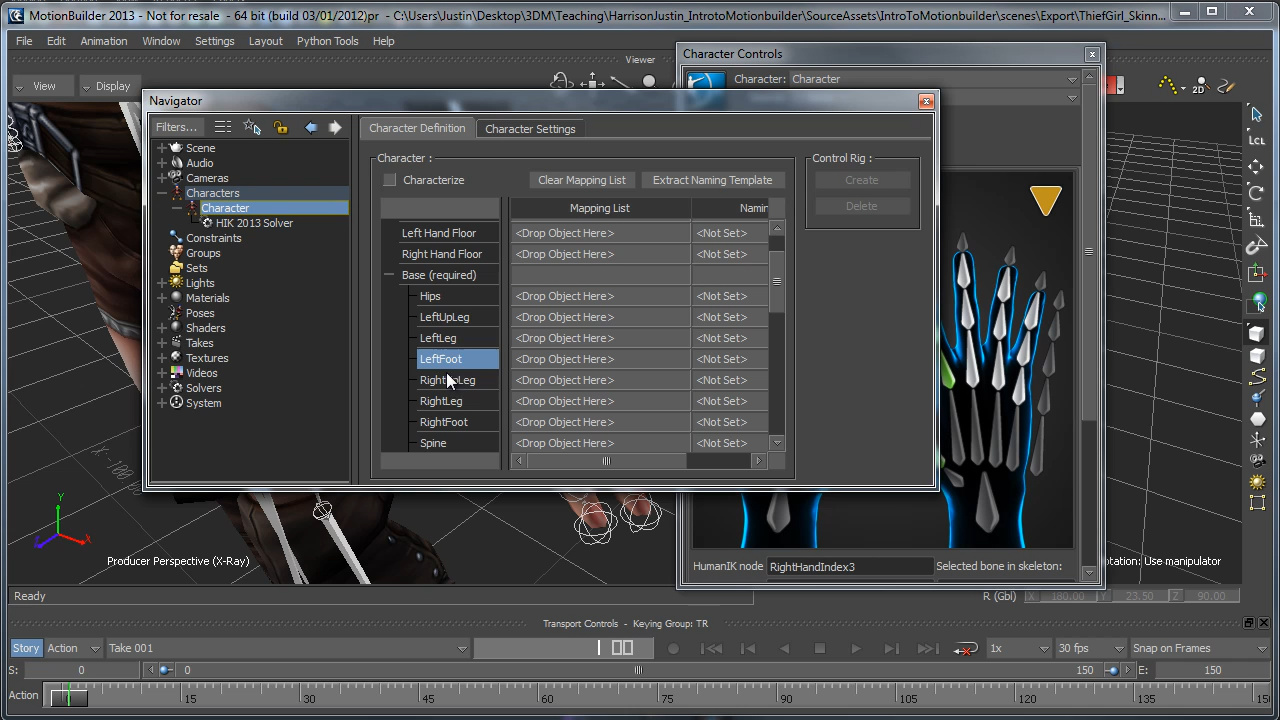 MotionBuilder 2013 - Not for resale - 64 bit (build 03/01/2012)pr - C:\Users\Justin\Desktop\3DM\Teaching\HarrisonJustin_IntrotoMotionbuilder\SourceAssets\IntroToMotionbuilder\scenes\Export\ThiefGirl_Skinn...
File Edit Animation Window Settings Layout Python Tools Help
Viewer
View Display
Character Controls
Character: Character
Navigator
Filters...
Scene
Audio
Cameras
Characters
Character
HIK 2013 Solver
Constraints
Groups
Sets
Lights
Materials
Poses
Shaders
Takes
Textures
Videos
Solvers
System
Character Definition Character Settings
Character :
Characterize Clear Mapping List Extract Naming Template
Mapping List Namin
Left Hand Floor <Drop Object Here> <Not Set>
Right Hand Floor <Drop Object Here> <Not Set>
Base (required)
Hips <Drop Object Here> <Not Set>
LeftUpLeg <Drop Object Here> <Not Set>
LeftLeg <Drop Object Here> <Not Set>
LeftFoot <Drop Object Here> <Not Set>
RightUpLeg <Drop Object Here> <Not Set>
RightLeg <Drop Object Here> <Not Set>
RightFoot <Drop Object Here> <Not Set>
Spine <Drop Object Here> <Not Set>
Control Rig :
Create
Delete
2D
LCL
X -100
Y
X
Z
Producer Perspective (X-Ray)
HumanIK node RightHandIndex3 Selected bone in skeleton:
otation: Use manipulator
Ready
R (Gbl) X 180.00 Y 23.50 Z 90.00
Transport Controls - Keying Group: TR
Story Action Take 001 1x 30 fps Snap on Frames
S: 0 0 150 E: 150
Action 15 30 45 60 75 90 105 120 135 150